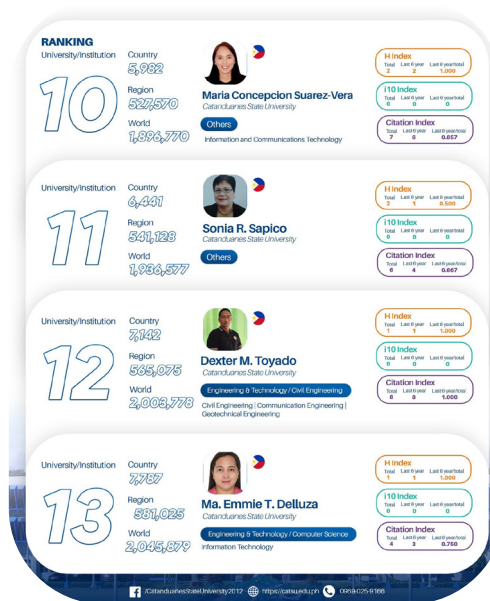 RANKING
University/Institution
10
Country
5,982
Region
527,570
World
1,896,770
Maria Concepcion Suarez-Vera
Catanduanes State University
Others
Information and Communications Technology
H Index
Total Last 6 year Last 6 year/total
2 2 1.000
i10 Index
Total Last 6 year Last 6 year/total
0 0 0
Citation Index
Total Last 6 year Last 6 year/total
7 6 0.857
University/Institution
11
Country
6,441
Region
541,128
World
1,936,577
Sonia R. Sapico
Catanduanes State University
Others
H Index
Total Last 6 year Last 6 year/total
2 1 0.500
i10 Index
Total Last 6 year Last 6 year/total
0 0 0
Citation Index
Total Last 6 year Last 6 year/total
6 4 0.667
University/Institution
12
Country
7,142
Region
565,075
World
2,003,778
Dexter M. Toyado
Catanduanes State University
Engineering & Technology / Civil Engineering
Civil Engineering | Communication Engineering |
Geotechnical Engineering
H Index
Total Last 6 year Last 6 year/total
1 1 1.000
i10 Index
Total Last 6 year Last 6 year/total
0 0 0
Citation Index
Total Last 6 year Last 6 year/total
1.000
University/Institution
13
Country
7,787
Region
581,025
World
2,045,879
Ma. Emmie T. Delluza
Catanduanes State University
Engineering & Technology / Computer Science
Information Technology
H Index
Total Last 6 year Last 6 year/total
1 1 1.000
i10 Index
Total Last 6 year Last 6 year/total
0 0 0
Citation Index
Total Last 6 year Last 6 year/total
4 3 0.750
/CatanduanesStateUniversity2012 https://catsu.edu.ph 0969-025-9166